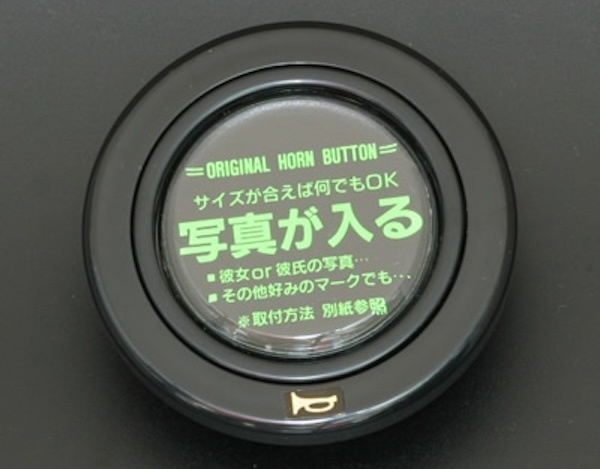 =ORIGINAL HORN BUTTON=
サイズが合えば何でもOK
写真が入る
■彼女or彼氏の写真…
■その他好みのマークでも…
※取付方法 別紙参照